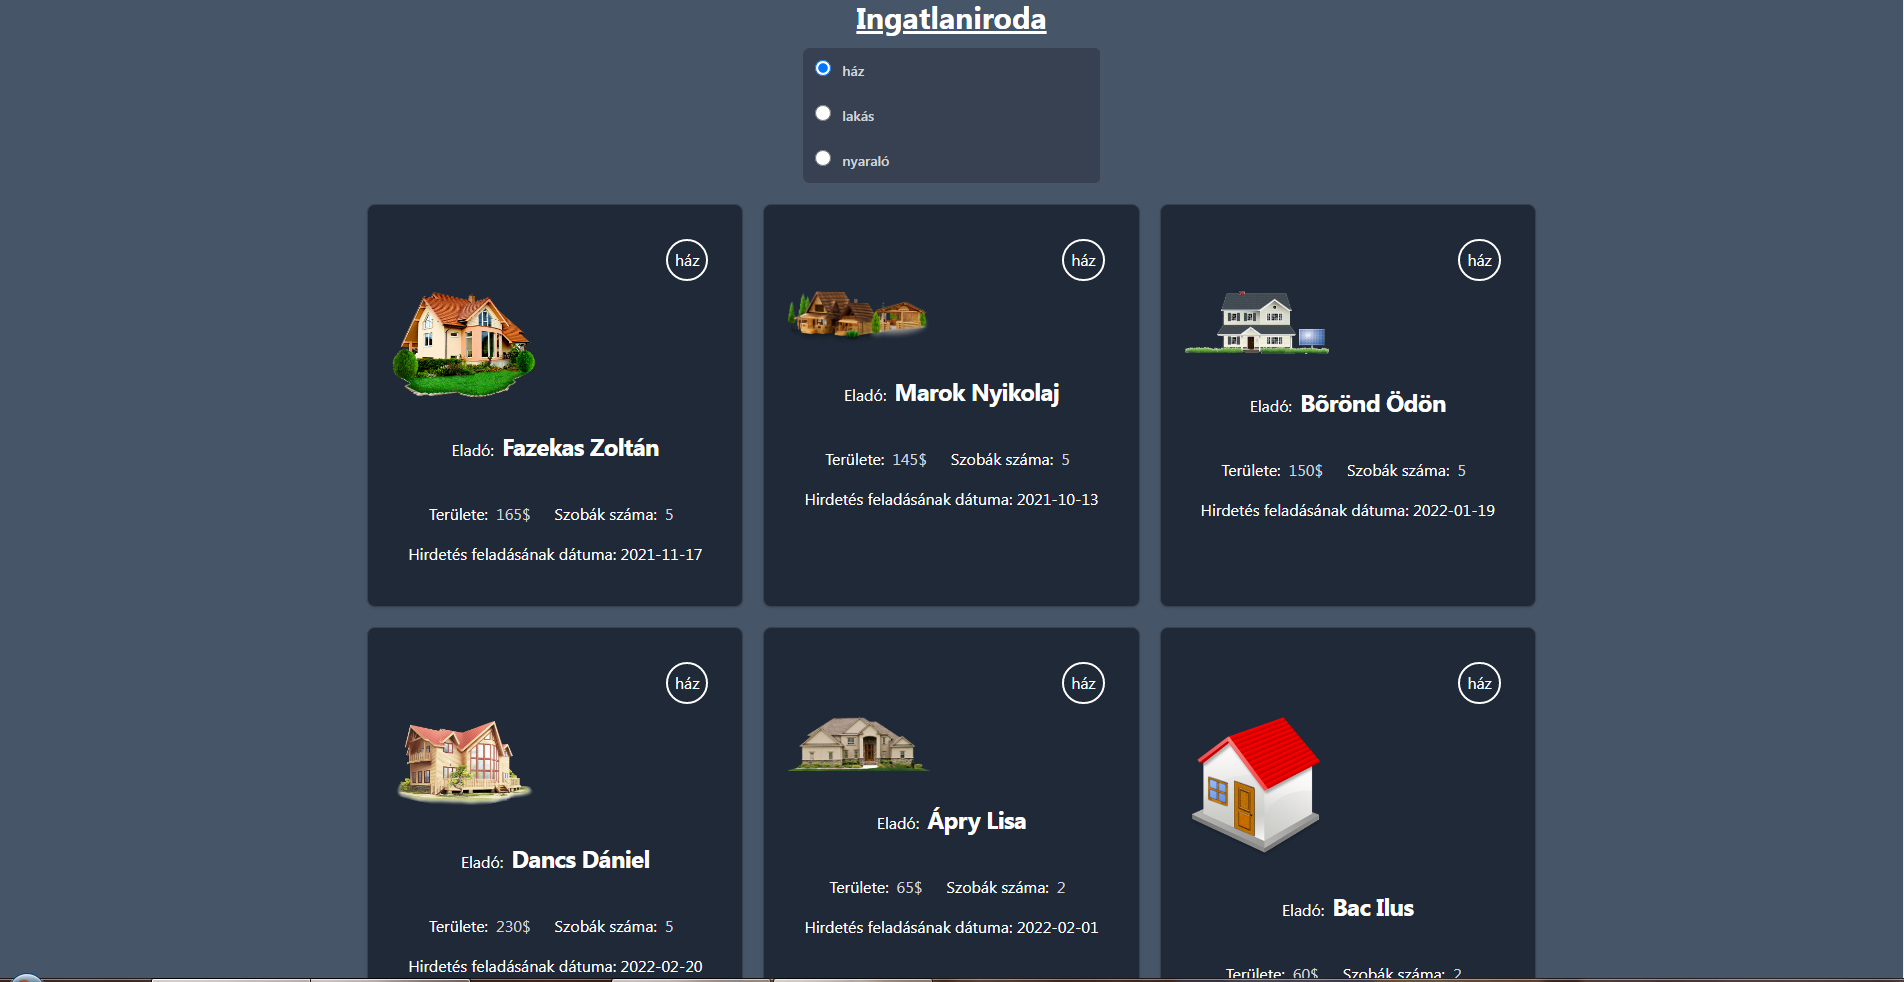 Ingatlaniroda
ház
lakás
nyaraló
ház
Eladó: Fazekas Zoltán
Területe: 165$ Szobák száma: 5
Hirdetés feladásának dátuma: 2021-11-17
ház
Eladó: Marok Nyikolaj
Területe: 145$ Szobák száma: 5
Hirdetés feladásának dátuma: 2021-10-13
ház
Eladó: Bõrönd Ödön
Területe: 150$ Szobák száma: 5
Hirdetés feladásának dátuma: 2022-01-19
ház
Eladó: Dancs Dániel
Területe: 230$ Szobák száma: 5
Hirdetés feladásának dátuma: 2022-02-20
ház
Eladó: Ápry Lisa
Területe: 65$ Szobák száma: 2
Hirdetés feladásának dátuma: 2022-02-01
ház
Eladó: Bac Ilus
Területe: 60$ Szobák száma: 2